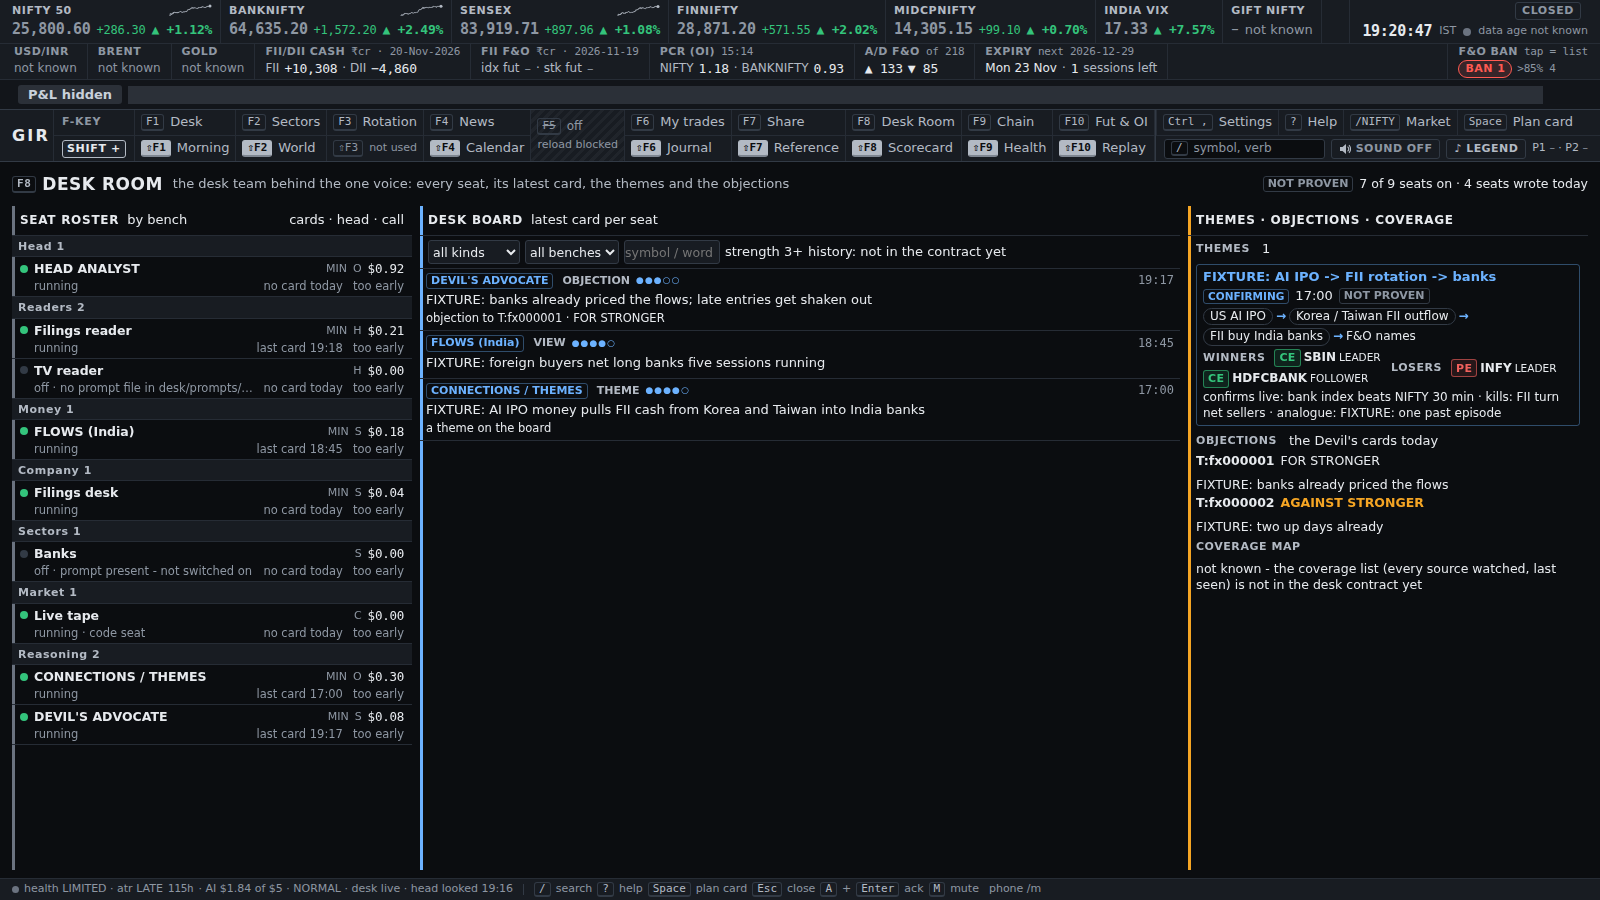 NIFTY 50
25,800.60 +286.30 ▲ +1.12%
BANKNIFTY
64,635.20 +1,572.20 ▲ +2.49%
SENSEX
83,919.71 +897.96 ▲ +1.08%
FINNIFTY
28,871.20 +571.55 ▲ +2.02%
MIDCPNIFTY
14,305.15 +99.10 ▲ +0.70%
INDIA VIX
17.33 ▲ +7.57%
GIFT NIFTY
– not known
CLOSED
19:20:47 IST ● data age not known
USD/INR
not known
BRENT
not known
GOLD
not known
FII/DII CASH ₹cr · 20-Nov-2026
FII +10,308 · DII −4,860
FII F&O ₹cr · 2026-11-19
idx fut – · stk fut –
PCR (OI) 15:14
NIFTY 1.18 · BANKNIFTY 0.93
A/D F&O of 218
▲ 133 ▼ 85
EXPIRY next 2026-12-29
Mon 23 Nov · 1 sessions left
F&O BAN tap = list
BAN 1 >85% 4
P&L hidden
GIR
F-KEY F1 Desk F2 Sectors F3 Rotation F4 News F5 off F6 My trades F7 Share F8 Desk Room F9 Chain F10 Fut & OI Ctrl , Settings ? Help /NIFTY Market Space Plan card
reload blocked
SHIFT + ⇧F1 Morning ⇧F2 World ⇧F3 not used ⇧F4 Calendar ⇧F6 Journal ⇧F7 Reference ⇧F8 Scorecard ⇧F9 Health ⇧F10 Replay / symbol, verb SOUND OFF ♪ LEGEND P1 – · P2 –
F8 DESK ROOM the desk team behind the one voice: every seat, its latest card, the themes and the objections
NOT PROVEN 7 of 9 seats on · 4 seats wrote today
SEAT ROSTER by bench cards · head · call
Head 1
HEAD ANALYST MIN O $0.92
running no card today too early
Readers 2
Filings reader MIN H $0.21
running last card 19:18 too early
TV reader H $0.00
off · no prompt file in desk/prompts/… no card today too early
Money 1
FLOWS (India) MIN S $0.18
running last card 18:45 too early
Company 1
Filings desk MIN S $0.04
running no card today too early
Sectors 1
Banks S $0.00
off · prompt present - not switched on no card today too early
Market 1
Live tape C $0.00
running · code seat no card today too early
Reasoning 2
CONNECTIONS / THEMES MIN O $0.30
running last card 17:00 too early
DEVIL'S ADVOCATE MIN S $0.08
running last card 19:17 too early
DESK BOARD latest card per seat
all kinds all benches symbol / word strength 3+ history: not in the contract yet
DEVIL'S ADVOCATE OBJECTION ●●●○○ 19:17
FIXTURE: banks already priced the flows; late entries get shaken out
objection to T:fx000001 · FOR STRONGER
FLOWS (India) VIEW ●●●●○ 18:45
FIXTURE: foreign buyers net long banks five sessions running
CONNECTIONS / THEMES THEME ●●●●○ 17:00
FIXTURE: AI IPO money pulls FII cash from Korea and Taiwan into India banks
a theme on the board
THEMES · OBJECTIONS · COVERAGE
THEMES 1
FIXTURE: AI IPO -> FII rotation -> banks
CONFIRMING 17:00 NOT PROVEN
US AI IPO → Korea / Taiwan FII outflow →
FII buy India banks → F&O names
WINNERS CE SBIN LEADER
CE HDFCBANK FOLLOWER
LOSERS PE INFY LEADER
confirms live: bank index beats NIFTY 30 min · kills: FII turn
net sellers · analogue: FIXTURE: one past episode
OBJECTIONS the Devil's cards today
T:fx000001 FOR STRONGER
FIXTURE: banks already priced the flows
T:fx000002 AGAINST STRONGER
FIXTURE: two up days already
COVERAGE MAP
not known - the coverage list (every source watched, last
seen) is not in the desk contract yet
● health LIMITED · atr LATE 115h · AI $1.84 of $5 · NORMAL · desk live · head looked 19:16 | / search ? help Space plan card Esc close A + Enter ack M mute phone /m